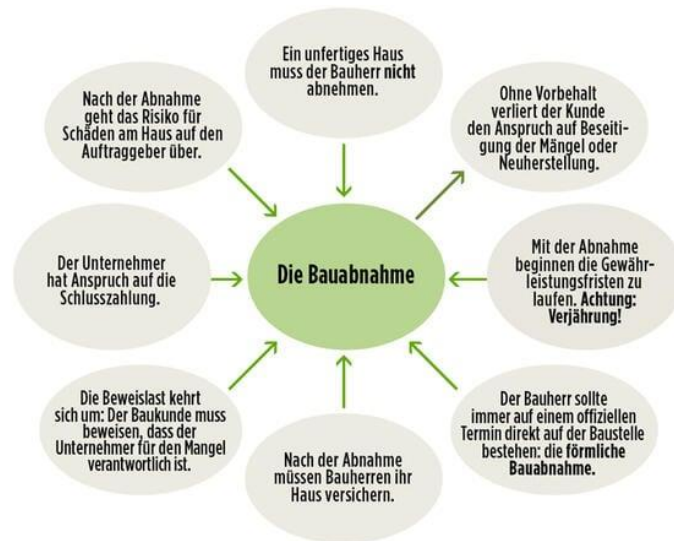 Ein unfertiges Haus
muss der Bauherr nicht
abnehmen.
Nach der Abnahme
geht das Risiko für
Schäden am Haus auf den
Auftraggeber über.
Ohne Vorbehalt
verliert der Kunde
den Anspruch auf Beseiti-
gung der Mängel oder
Neuherstellung.
Der Unternehmer
hat Anspruch auf die
Schlusszahlung.
Die Bauabnahme
Mit der Abnahme
beginnen die Gewähr-
leistungsfristen zu
laufen. Achtung:
Verjährung!
Die Beweislast kehrt
sich um: Der Baukunde muss
beweisen, dass der
Unternehmer für den Mangel
verantwortlich ist.
Nach der Abnahme
müssen Bauherren ihr
Haus versichern.
Der Bauherr sollte
immer auf einem offiziellen
Termin direkt auf der Baustelle
bestehen: die förmliche
Bauabnahme.